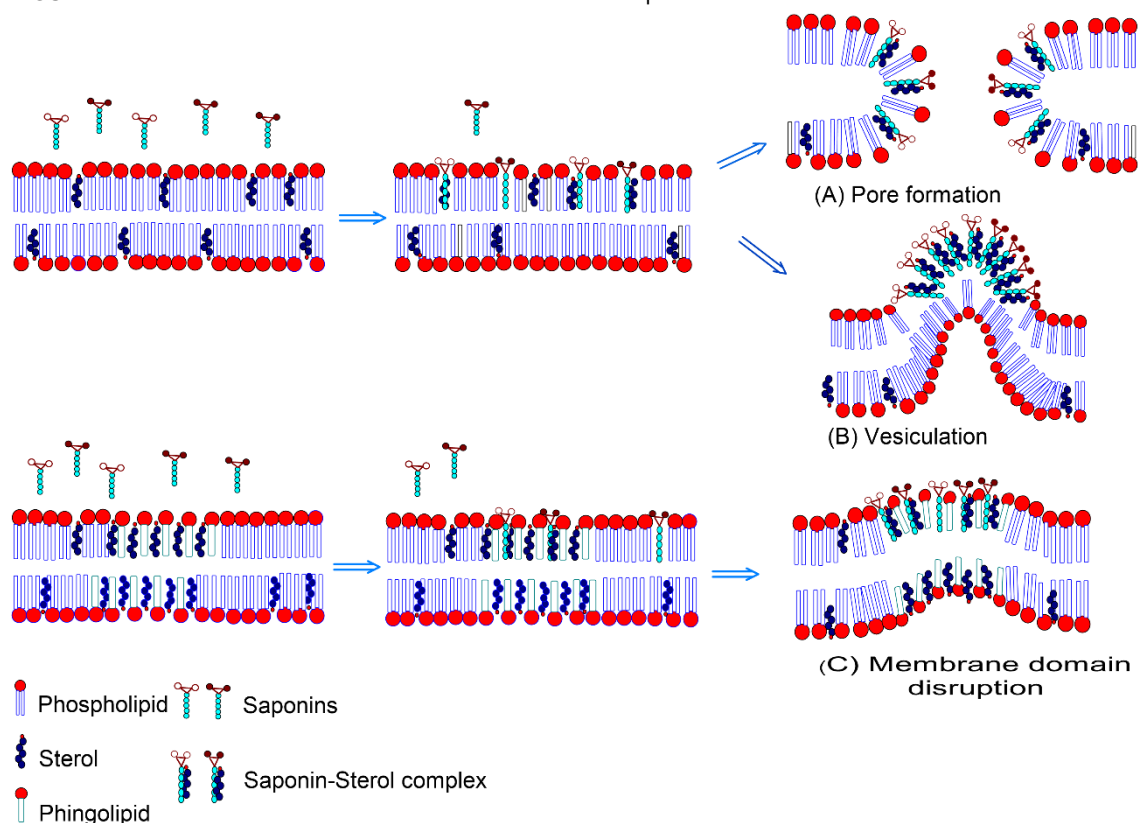 (A) Pore formation
(B) Vesiculation
(C) Membrane domain
disruption
Phospholipid
Saponins
Sterol
Saponin-Sterol complex
Phingolipid